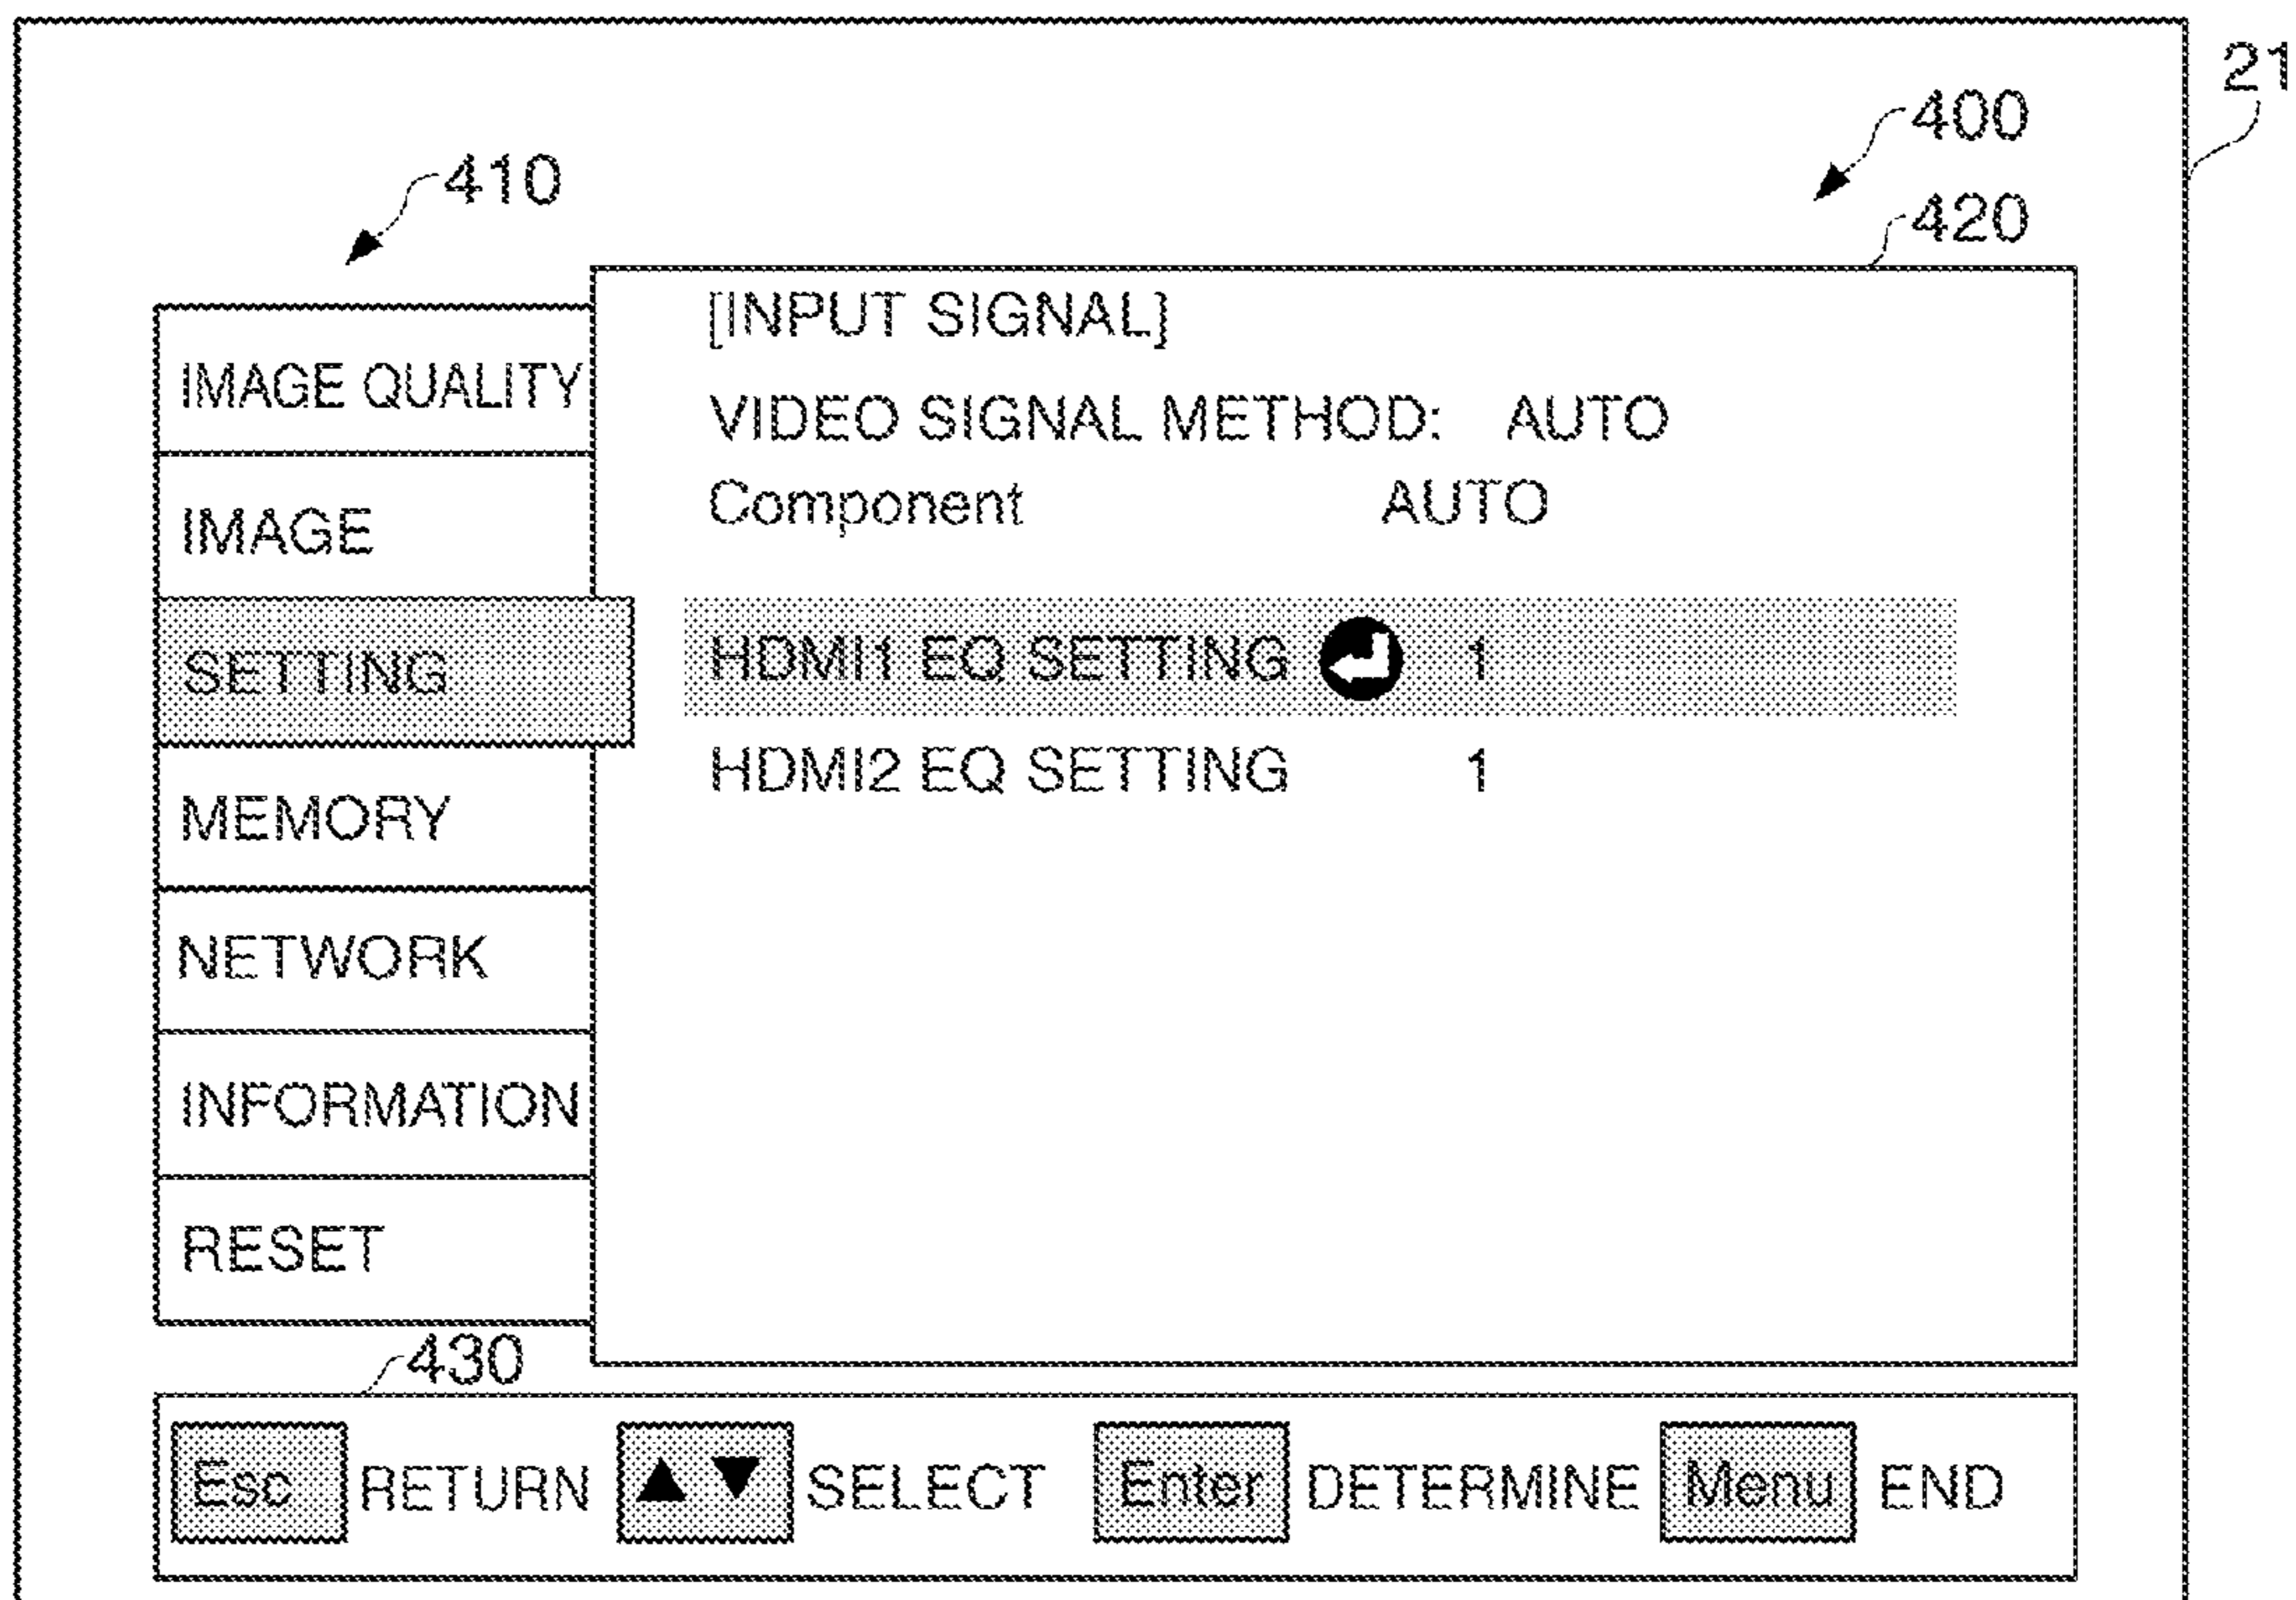 21
400
410
420
[INPUT SIGNAL]
IMAGE QUALITY
VIDEO SIGNAL METHOD: AUTO
Component AUTO
IMAGE
SETTING
HDMI1 EQ SETTING 1
HDMI2 EQ SETTING 1
MEMORY
NETWORK
INFORMATION
RESET
430
Esc RETURN ▲▼ SELECT Enter DETERMINE Menu END